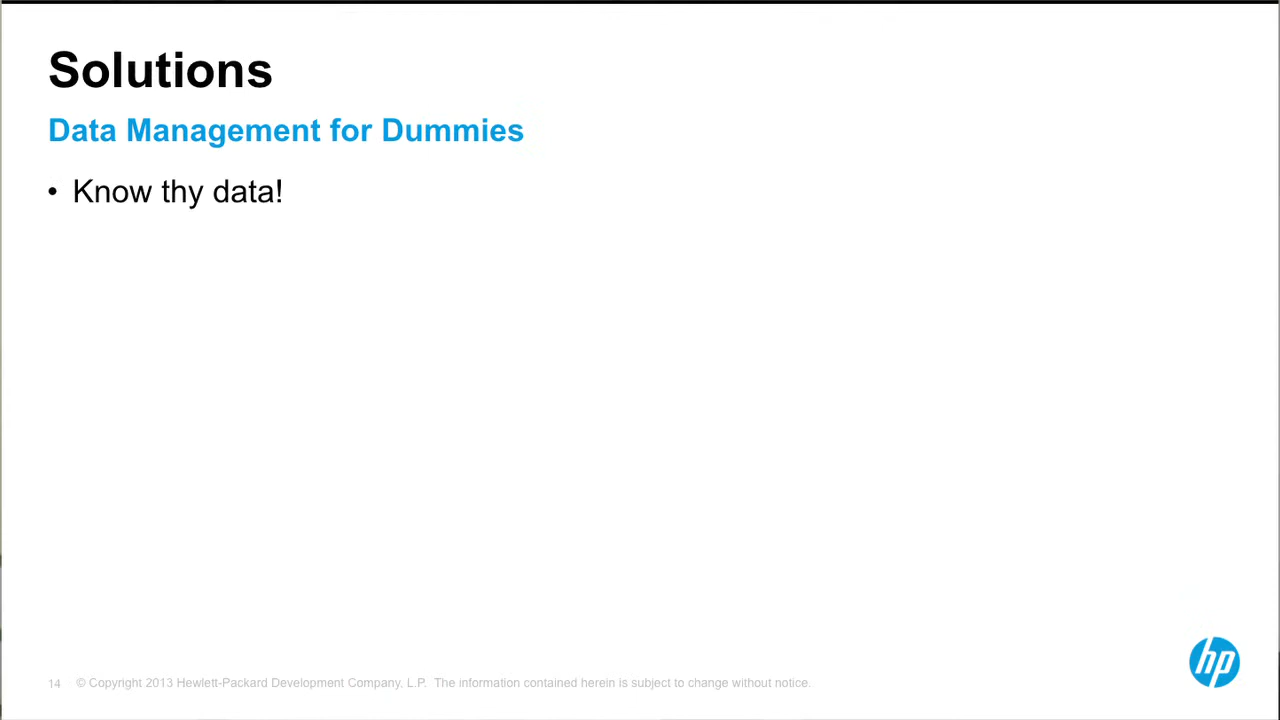 Solutions
Data Management for Dummies
• Know thy data!
hp
14 © Copyright 2013 Hewlett-Packard Development Company, L.P. The information contained herein is subject to change without notice.